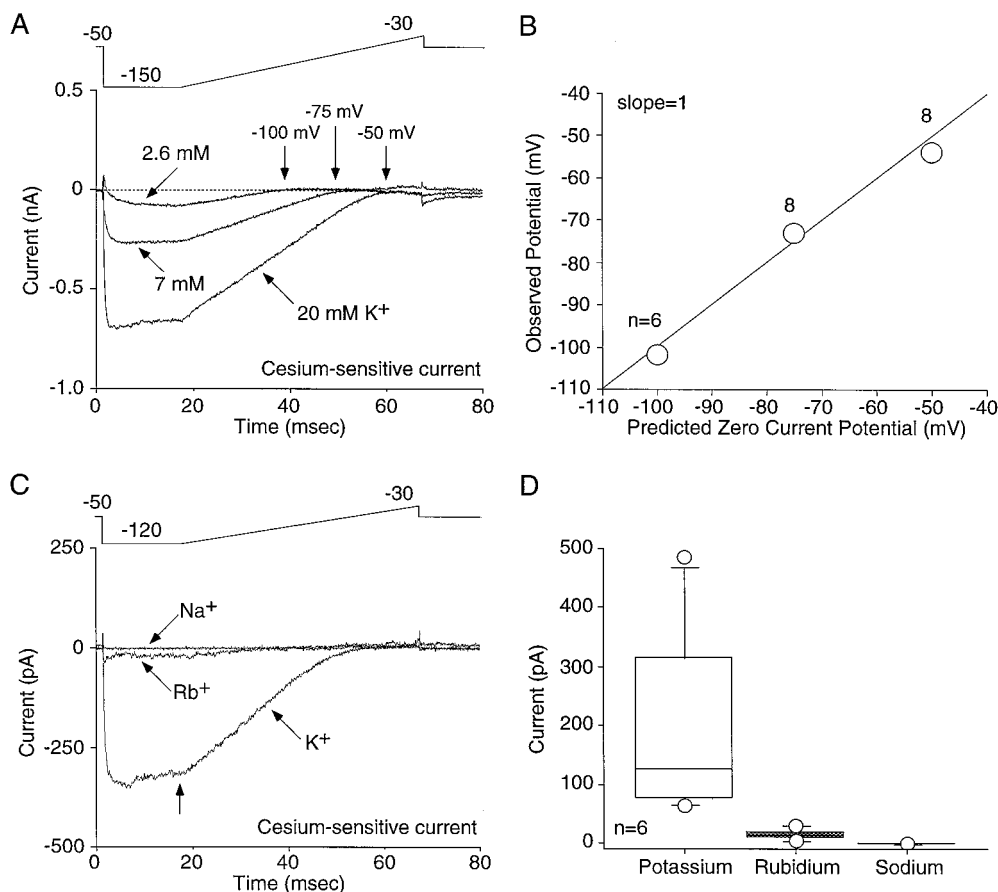 A
-50
-150
-30
0.5
0
-0.5
-1.0
Current (nA)
2.6 mM
7 mM
20 mM K+
-100 mV
-75 mV
-50 mV
Cesium-sensitive current
0
20
40
60
80
Time (msec)
B
slope=1
-40
-50
-60
-70
-80
-90
-100
-110
Observed Potential (mV)
8
8
n=6
-110
-100
-90
-80
-70
-60
-50
-40
Predicted Zero Current Potential (mV)
C
-50
-120
-30
250
0
-250
-500
Current (pA)
Na+
Rb+
K+
Cesium-sensitive current
0
20
40
60
80
Time (msec)
D
500
400
300
200
100
0
Current (pA)
n=6
Potassium
Rubidium
Sodium